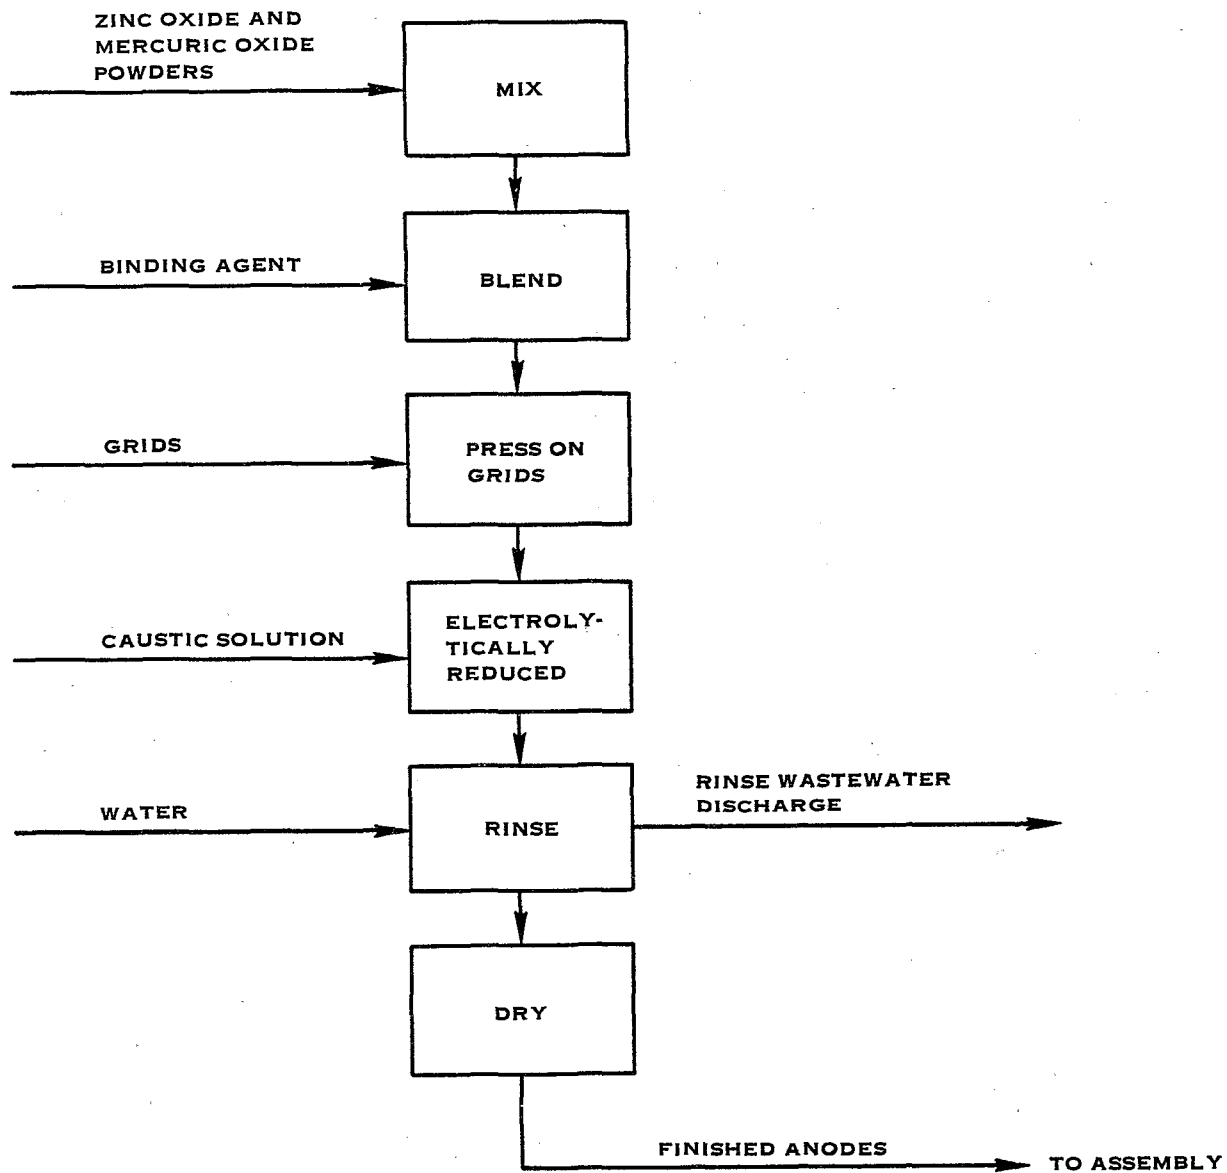 ZINC OXIDE AND
MERCURIC OXIDE
POWDERS
MIX
BINDING AGENT
BLEND
GRIDS
PRESS ON
GRIDS
CAUSTIC SOLUTION
ELECTROLY-
TICALLY
REDUCED
WATER
RINSE
RINSE WASTEWATER
DISCHARGE
DRY
FINISHED ANODES
TO ASSEMBLY